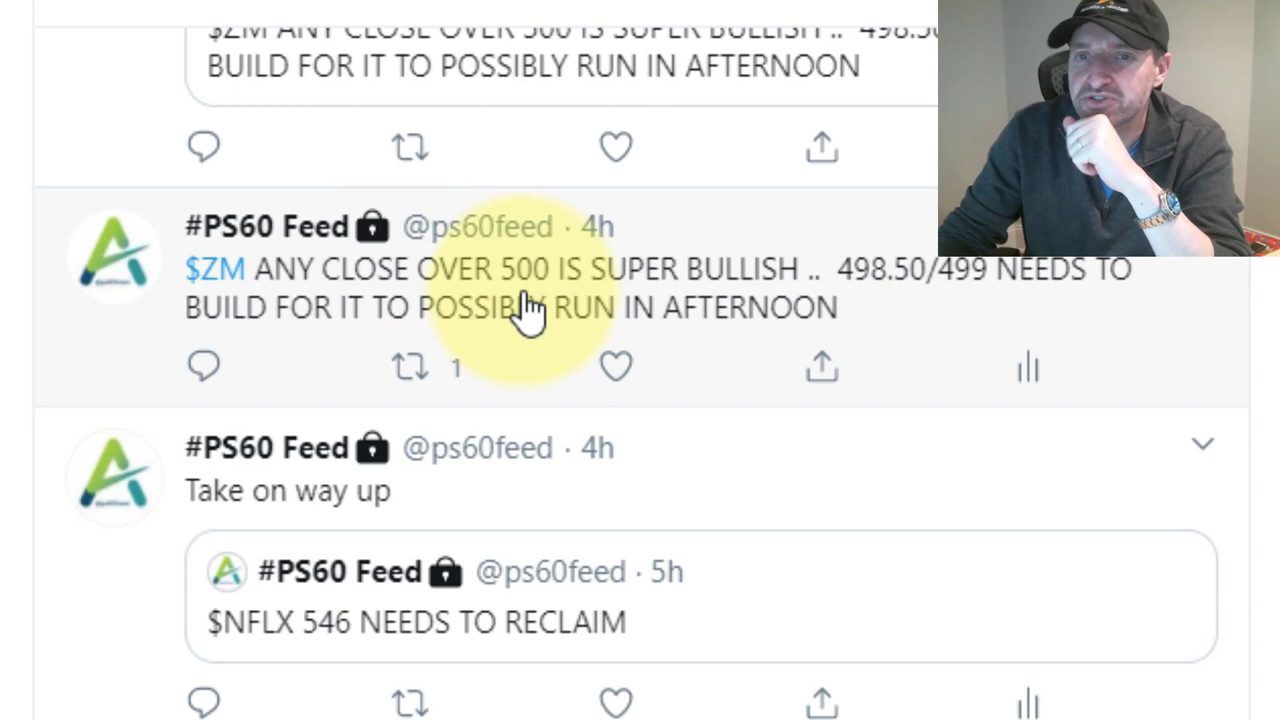 $ZM ANY CLOSE OVER 500 IS SUPER BULLISH .. 498.50
BUILD FOR IT TO POSSIBLY RUN IN AFTERNOON
#PS60 Feed @ps60feed · 4h
$ZM ANY CLOSE OVER 500 IS SUPER BULLISH .. 498.50/499 NEEDS TO
BUILD FOR IT TO POSSIBLY RUN IN AFTERNOON
1
#PS60 Feed @ps60feed · 4h
Take on way up
#PS60 Feed @ps60feed · 5h
$NFLX 546 NEEDS TO RECLAIM